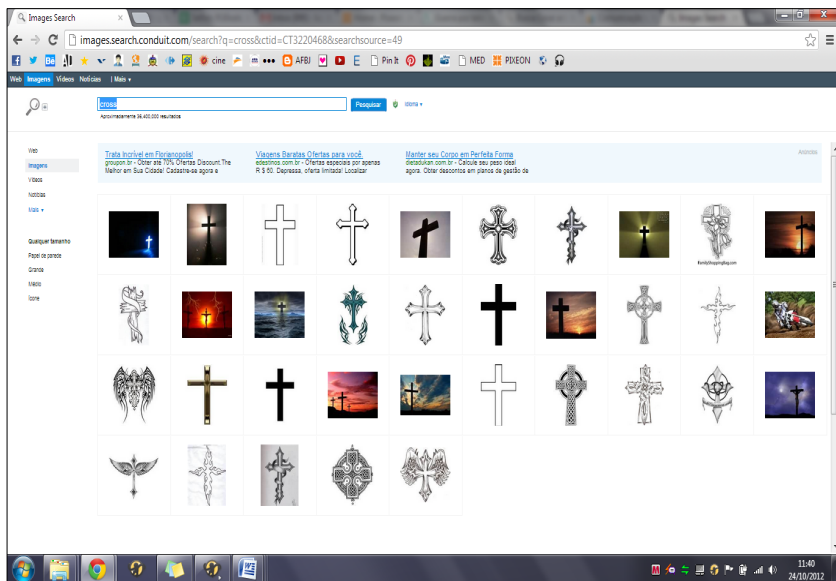 Images Search
images.search.conduit.com/search?q=cross&ctid=CT3220468&searchsource=49
cine
AFBJ
Pin It
MED
PIXEON
Web Imagens Vídeos Notícias | Mais
cross
Pesquisar
Idioma
Aproximadamente 36,400,000 resultados
Web
Imagens
Vídeos
Notícias
Mais
Qualquer tamanho
Papel de parede
Grande
Médio
Ícone
Trata Incrível em Florianopolis!
groupon.br - Obter até 70% Ofertas Discount.The
Melhor em Sua Cidade! Cadastre-se agora e
Viagens Baratas Ofertas para você.
edestinos.com.br - Ofertas especiais por apenas
R $ 60. Depressa, oferta limitada! Localizar
Manter seu Corpo em Perfeita Forma
dietadukan.com.br - Calcule seu peso ideal
agora. Obter descontos em planos de gestão de
Anúncios
11:40
24/10/2012